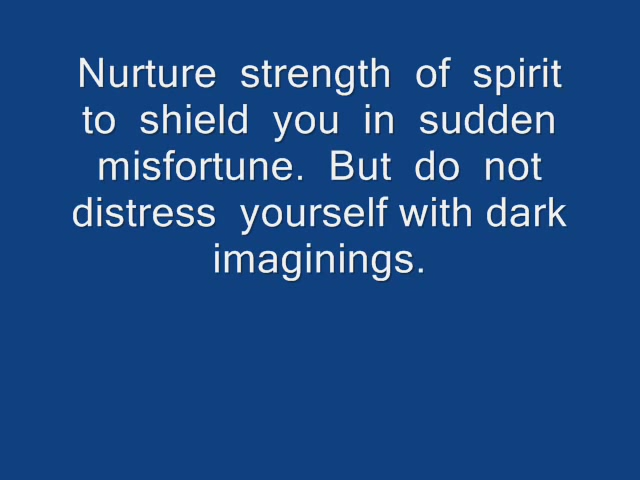 Nurture strength of spirit
to shield you in sudden
misfortune. But do not
distress yourself with dark
imaginings.